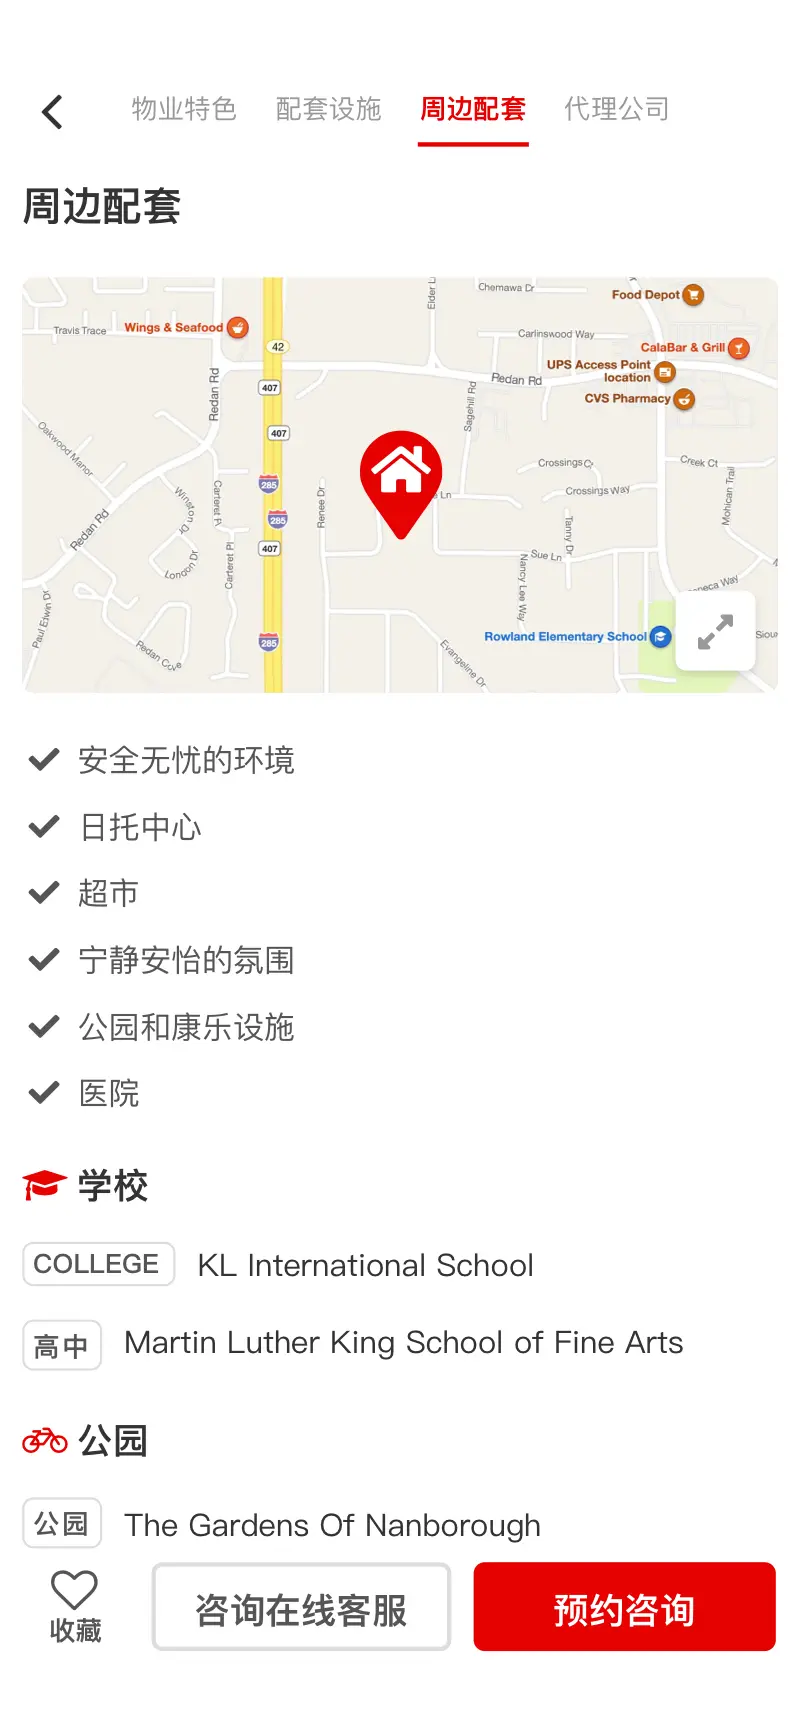 物业特色 配套设施 周边配套 代理公司
周边配套
Chemawa Dr
Elder L
Food Depot
Travis Trace
Wings & Seafood
42
Carlinswood Way
CalaBar & Grill
UPS Access Point
location
Redan Rd
Redan Rd
407
CVS Pharmacy
Sagehill Rd
407
Oakwood Manor
Crossings Cr
Creek Ct
285
Crossings Way
Mohican Trail
Winston Dr
Carteret Pl
Renee Dr
Ln
Redan Rd
285
Tanny Dr
407
Sue Ln
London Dr
Carteret Pl
Nancy Lee Way
eneca Way
Paul Edwin Dr
285
Rowland Elementary School
Sioux
Redan Cove
Evangeline Dr
安全无忧的环境
日托中心
超市
宁静安怡的氛围
公园和康乐设施
医院
学校
COLLEGE KL International School
高中 Martin Luther King School of Fine Arts
公园
公园 The Gardens Of Nanborough
收藏
咨询在线客服
预约咨询